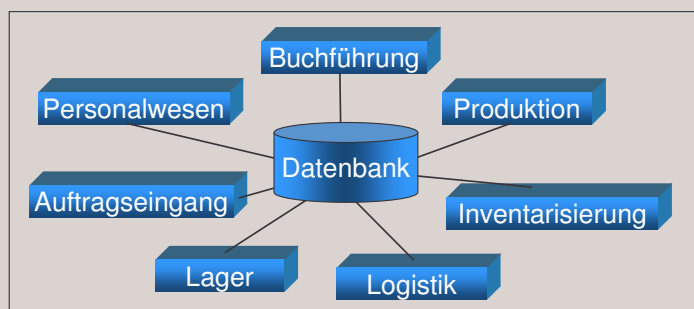 Buchführung
Personalwesen
Produktion
Datenbank
Auftragseingang
Inventarisierung
Lager
Logistik